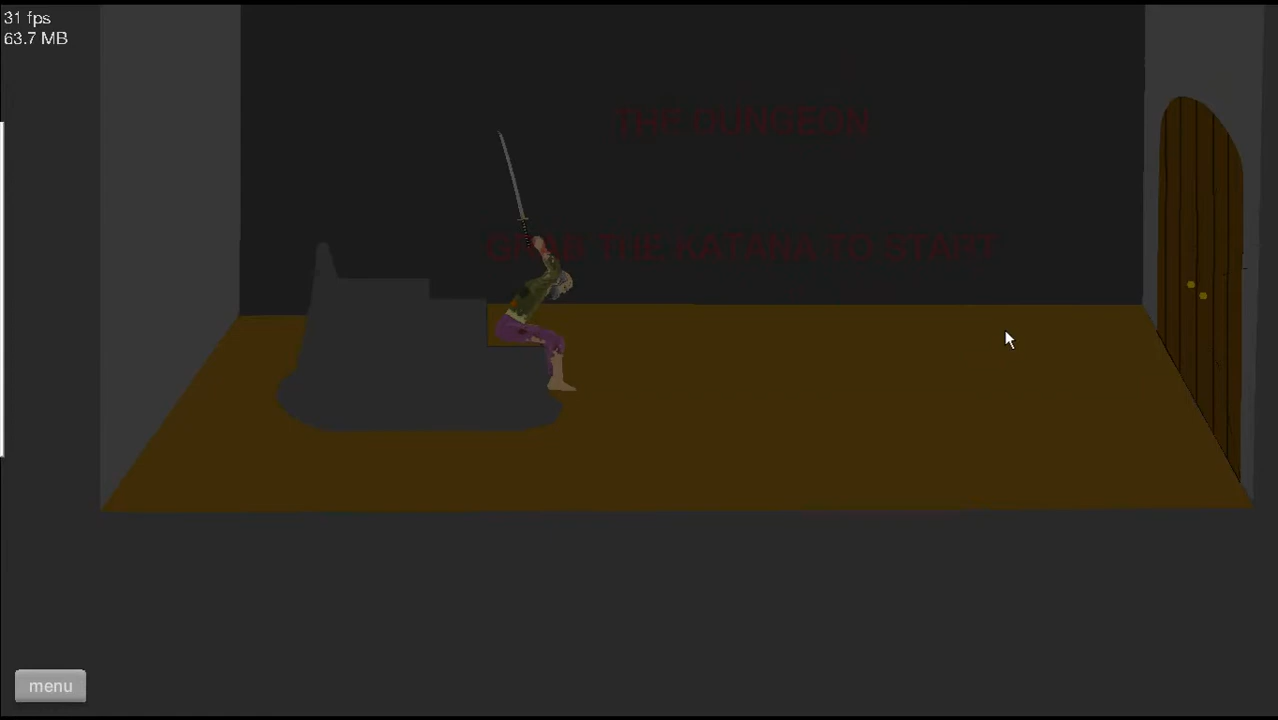 31 fps
63.7 MB
THE DUNGEON
GRAB THE KATANA TO START
menu